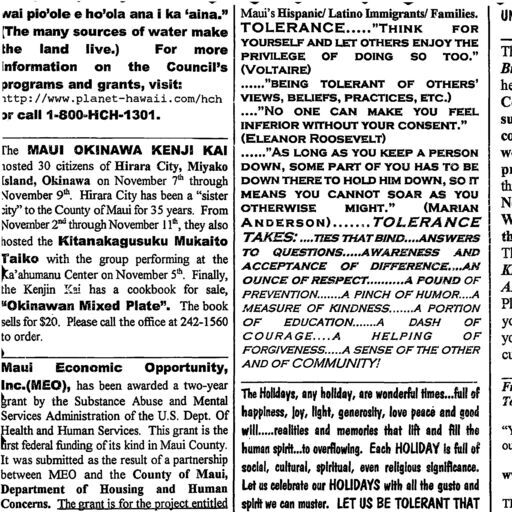 wai pio'ole e ho'ola ana i ka 'aina."
(The many sources of water make
the land live.) For more
information on the Council's
programs and grants, visit:
http://www.planet-hawaii.com/hch
or call 1-800-HCH-1301.
The MAUI OKINAWA KENJI KAI
hosted 30 citizens of Hirara City, Miyako
Island, Okinawa on November 7th through
November 9th. Hirara City has been a "sister
city" to the County of Maui for 35 years. From
November 2nd through November 11th, they also
hosted the Kitanakagusuku Mukaito
Taiko with the group performing at the
Ka'ahumanu Center on November 5th. Finally,
the Kenjin Kai has a cookbook for sale,
"Okinawan Mixed Plate". The book
sells for $20. Please call the office at 242-1560
to order.
Maui Economic Opportunity,
Inc.(MEO), has been awarded a two-year
grant by the Substance Abuse and Mental
Services Administration of the U.S. Dept. Of
Health and Human Services. This grant is the
first federal funding of its kind in Maui County.
It was submitted as the result of a partnership
between MEO and the County of Maui,
Department of Housing and Human
Concerns. The grant is for the project entitled
Maui's Hispanic/ Latino Immigrants/ Families.
TOLERANCE....."THINK FOR
YOURSELF AND LET OTHERS ENJOY THE
PRIVILEGE OF DOING SO TOO."
(VOLTAIRE)
......"BEING TOLERANT OF OTHERS'
VIEWS, BELIEFS, PRACTICES, ETC.)
...."NO ONE CAN MAKE YOU FEEL
INFERIOR WITHOUT YOUR CONSENT."
(ELEANOR ROOSEVELT)
......"AS LONG AS YOU KEEP A PERSON
DOWN, SOME PART OF YOU HAS TO BE
DOWN THERE TO HOLD HIM DOWN, SO IT
MEANS YOU CANNOT SOAR AS YOU
OTHERWISE MIGHT." (MARIAN
ANDERSON).......TOLERANCE
TAKES: ....TIES THAT BIND....ANSWERS
TO QUESTIONS.....AWARENESS AND
ACCEPTANCE OF DIFFERENCE....AN
OUNCE OF RESPECT..........A POUND OF
PREVENTION......A PINCH OF HUMOR....A
MEASURE OF KINDNESS......A PORTION
OF EDUCATION......A DASH OF
COURAGE....A HELPING OF
FORGIVENESS.....A SENSE OF THE OTHER
AND OF COMMUNITY!
The Holidays, any holiday, are wonderful times...full of
happiness, joy, light, generosity, love peace and good
will.....realities and memories that lift and fill the
human spirit...to overflowing. Each HOLIDAY is full of
social, cultural, spiritual, even religious significance.
Let us celebrate our HOLIDAYS with all the gusto and
spirit we can muster. LET US BE TOLERANT THAT